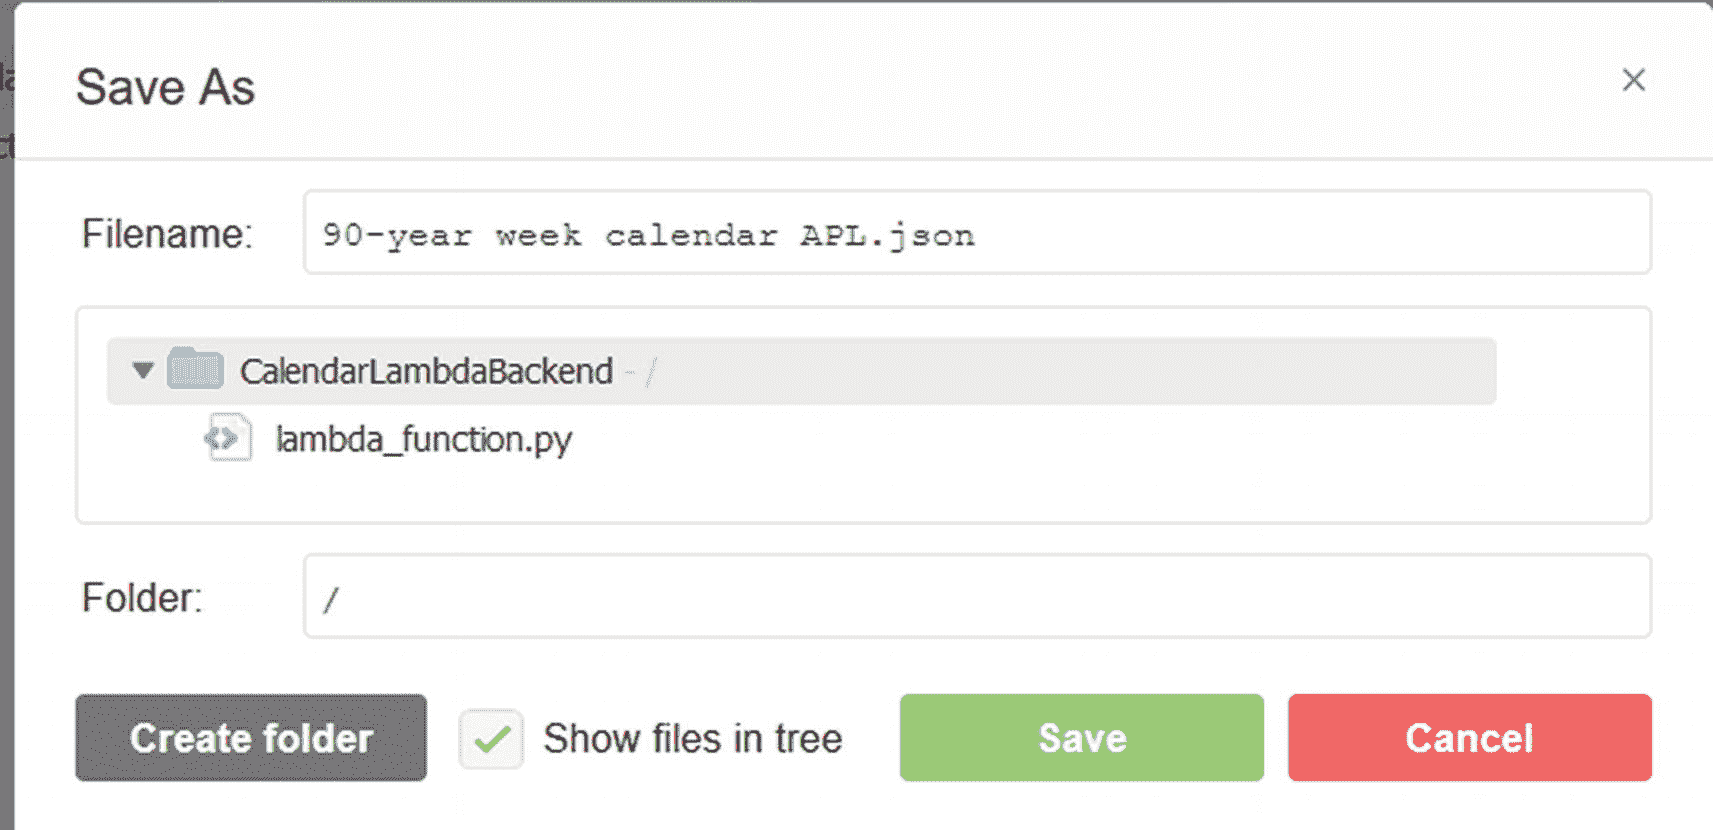 Save As
Filename: 90-year week calendar APL.json
CalendarLambdaBackend - /
lambda_function.py
Folder: /
Create folder Show files in tree Save Cancel